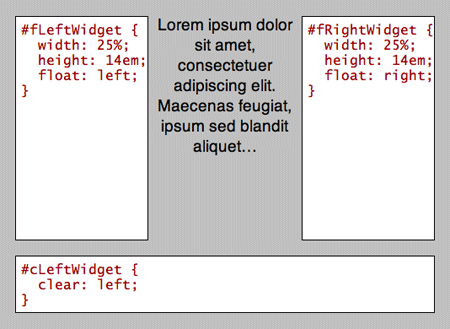 #fLeftWidget {
width: 25%;
height: 14em;
float: left;
}
Lorem ipsum dolor
sit amet,
consectetuer
adipiscing elit.
Maecenas feugiat,
ipsum sed blandit
aliquet…
#fRightWidget {
width: 25%;
height: 14em;
float: right;
}
#cLeftWidget {
clear: left;
}